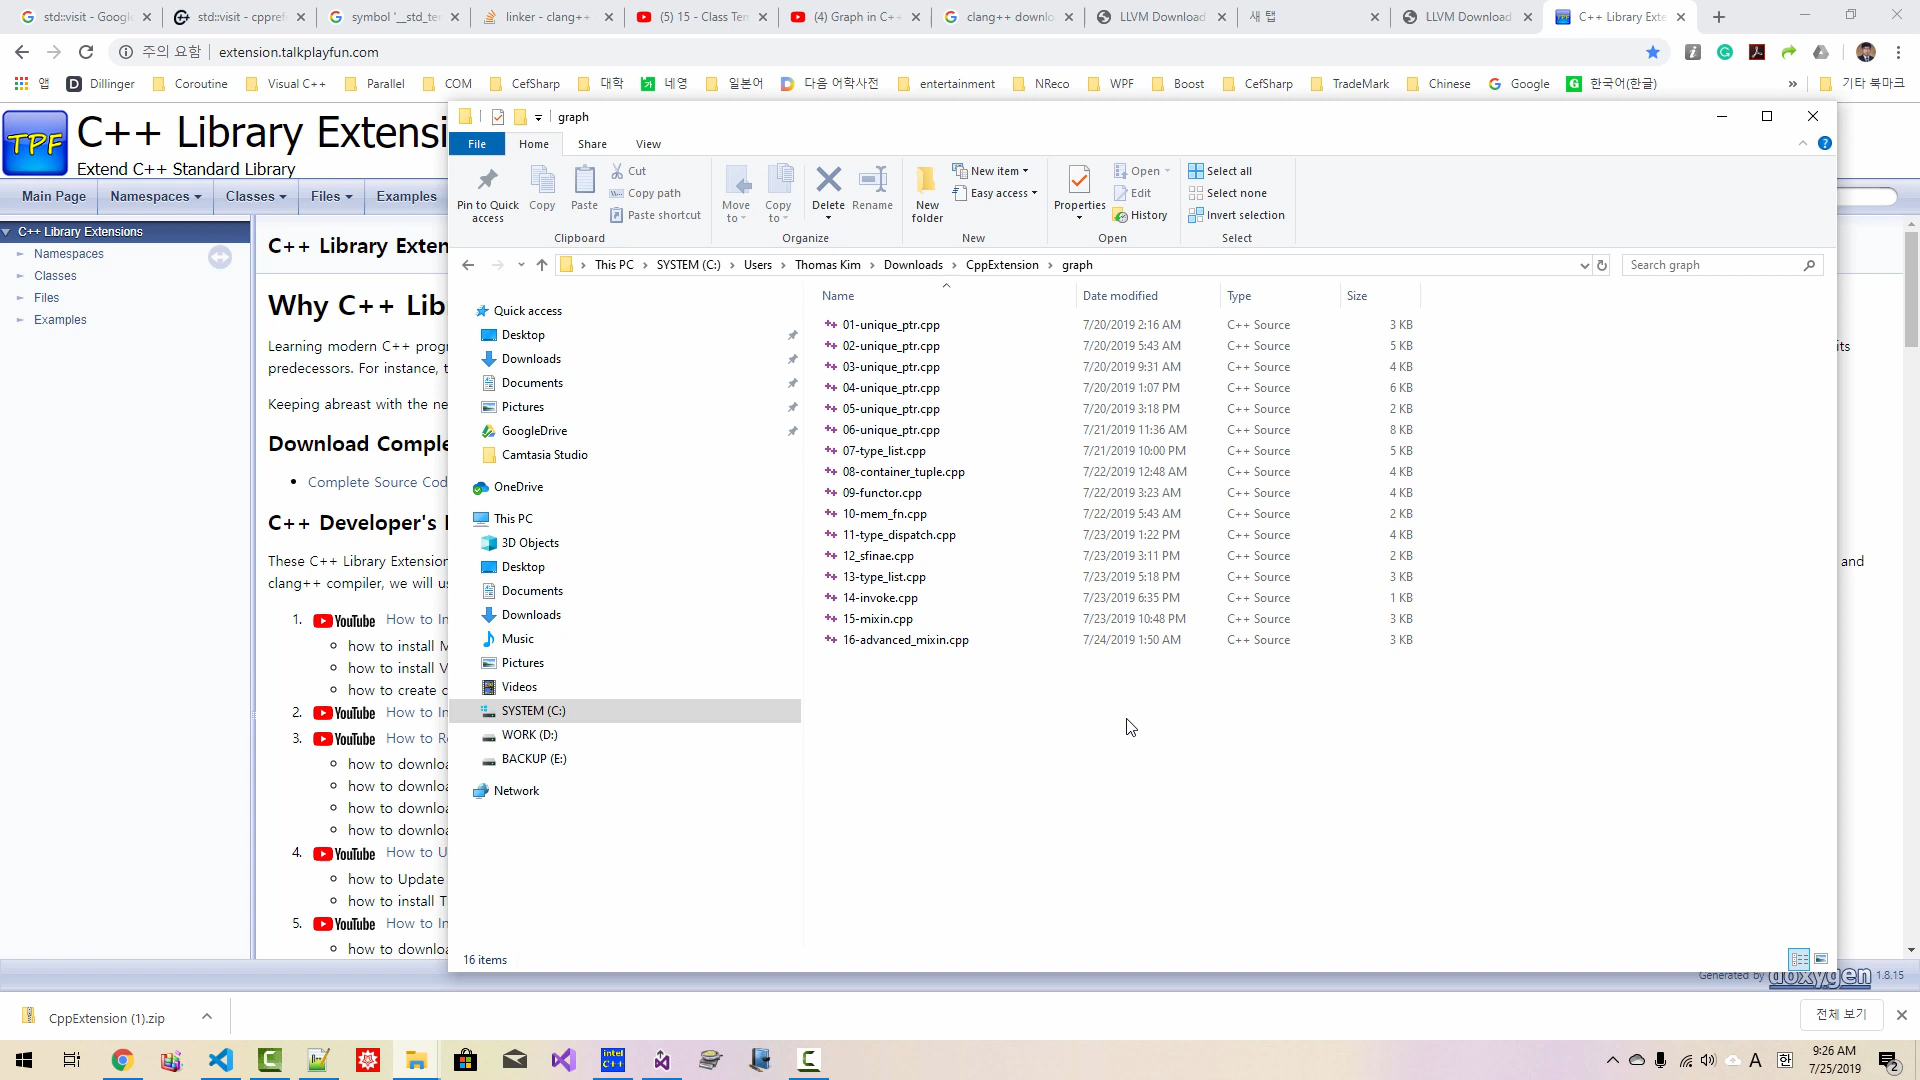 std::visit - Googl
std::visit - cpprefe
symbol '__std_ter
linker - clang++
(5) 15 - Class Tem
(4) Graph in C++
clang++ downlo
LLVM Download
새 탭
LLVM Download
C++ Library Exte
주의 요함
extension.talkplayfun.com
앱
Dillinger
Coroutine
Visual C++
Parallel
COM
CefSharp
대학
네영
일본어
다음 어학사전
entertainment
NReco
WPF
Boost
CefSharp
TradeMark
Chinese
Google
한국어(한글)
»
기타 북마크
TPF
C++ Library Extensi
Extend C++ Standard Library
Main Page
Namespaces
Classes
Files
Examples
C++ Library Extensions
Namespaces
Classes
Files
Examples
C++ Library Exten
Why C++ Lib
Learning modern C++ progr
its
predecessors. For instance, t
Keeping abreast with the ne
Download Comple
Complete Source Cod
C++ Developer's
These C++ Library Extension
and
clang++ compiler, we will us
1. YouTube How to In
how to install M
how to install V
how to create c
2. YouTube How to In
3. YouTube How to R
how to downloa
how to downloa
how to downloa
how to downloa
4. YouTube How to U
how to Update
how to install T
5. YouTube How to In
how to downloa
graph
File
Home
Share
View
Pin to Quick access
Copy
Paste
Cut
Copy path
Paste shortcut
Clipboard
Move to
Copy to
Delete
Rename
Organize
New folder
New item
Easy access
New
Properties
Open
Edit
History
Open
Select all
Select none
Invert selection
Select
This PC
SYSTEM (C:)
Users
Thomas Kim
Downloads
CppExtension
graph
Search graph
Quick access
Desktop
Downloads
Documents
Pictures
GoogleDrive
Camtasia Studio
OneDrive
This PC
3D Objects
Desktop
Documents
Downloads
Music
Pictures
Videos
SYSTEM (C:)
WORK (D:)
BACKUP (E:)
Network
Name Date modified Type Size
01-unique_ptr.cpp 7/20/2019 2:16 AM C++ Source 3 KB
02-unique_ptr.cpp 7/20/2019 5:43 AM C++ Source 5 KB
03-unique_ptr.cpp 7/20/2019 9:31 AM C++ Source 4 KB
04-unique_ptr.cpp 7/20/2019 1:07 PM C++ Source 6 KB
05-unique_ptr.cpp 7/20/2019 3:18 PM C++ Source 2 KB
06-unique_ptr.cpp 7/21/2019 11:36 AM C++ Source 8 KB
07-type_list.cpp 7/21/2019 10:00 PM C++ Source 5 KB
08-container_tuple.cpp 7/22/2019 12:48 AM C++ Source 4 KB
09-functor.cpp 7/22/2019 3:23 AM C++ Source 4 KB
10-mem_fn.cpp 7/22/2019 5:43 AM C++ Source 2 KB
11-type_dispatch.cpp 7/23/2019 1:22 PM C++ Source 4 KB
12_sfinae.cpp 7/23/2019 3:11 PM C++ Source 2 KB
13-type_list.cpp 7/23/2019 5:18 PM C++ Source 3 KB
14-invoke.cpp 7/23/2019 6:35 PM C++ Source 1 KB
15-mixin.cpp 7/23/2019 10:48 PM C++ Source 3 KB
16-advanced_mixin.cpp 7/24/2019 1:50 AM C++ Source 3 KB
16 items
Generated by doxygen 1.8.15
CppExtension (1).zip
전체 보기
intel C++
A
한
9:26 AM
7/25/2019
2